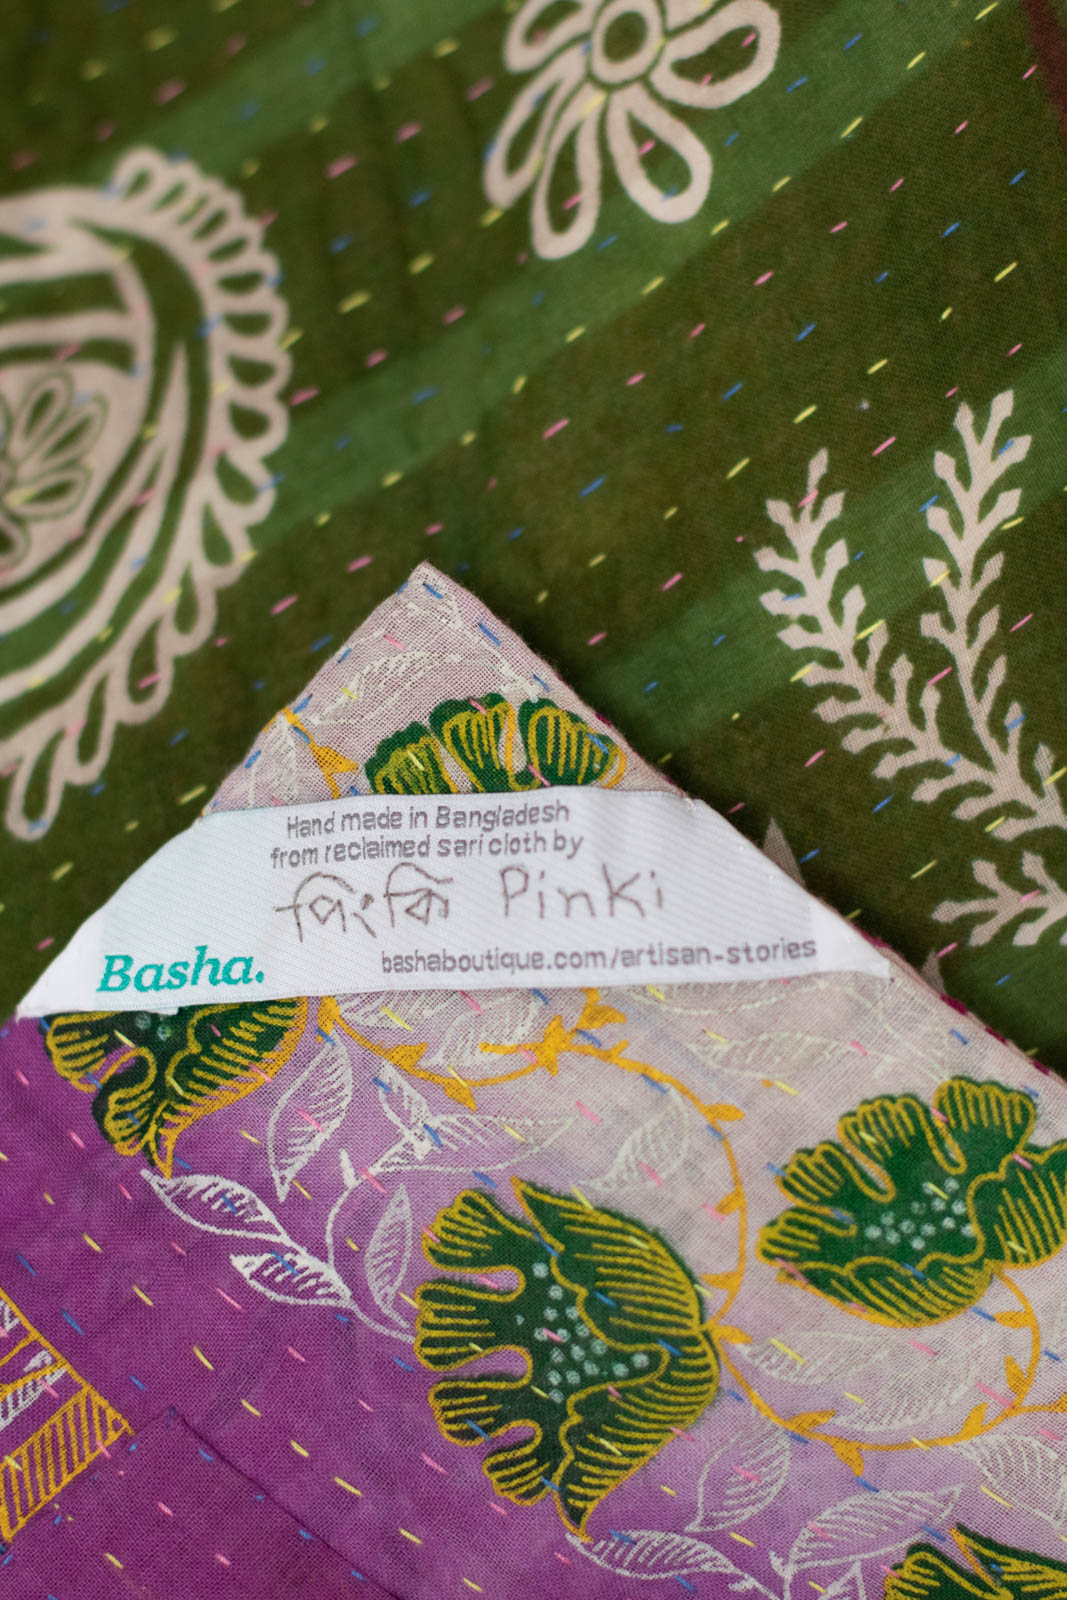 Hand made in Bangladesh
from reclaimed sari cloth by
পিংকি Pinki
Basha.
bashaboutique.com/artisan-stories